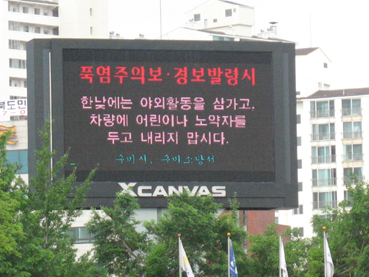 폭염주의보·경보발령시
한낮에는 야외활동을 삼가고,
차량에 어린이나 노약자를
두고 내리지 맙시다.
구미시, 구미소방서
XCANVAS